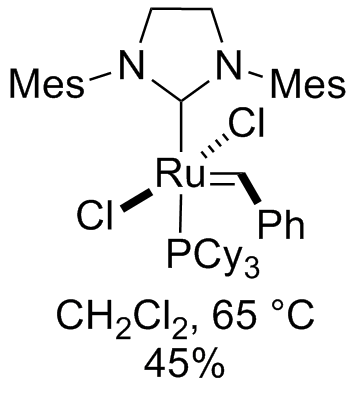 N N
Mes Mes
Cl
Ru
Cl Ph
PCy₃
CH₂Cl₂, 65 °C
45%